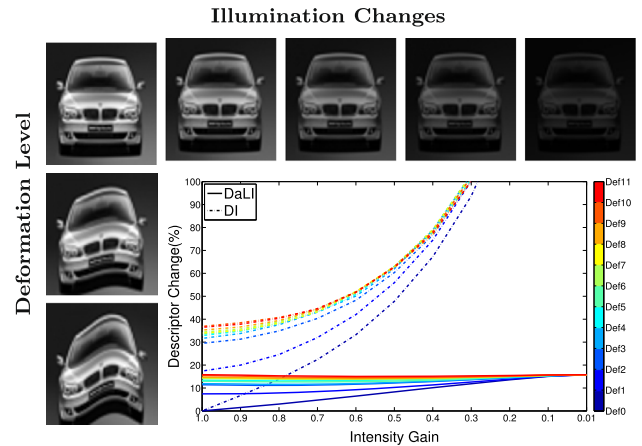 Illumination Changes
Deformation Level
Descriptor Change(%)
100
90
80
70
60
50
40
30
20
10
0
DaLI
DI
1.0 0.9 0.8 0.7 0.6 0.5 0.4 0.3 0.2 0.1 0.01
Intensity Gain
Def11
Def10
Def9
Def8
Def7
Def6
Def5
Def4
Def3
Def2
Def1
Def0